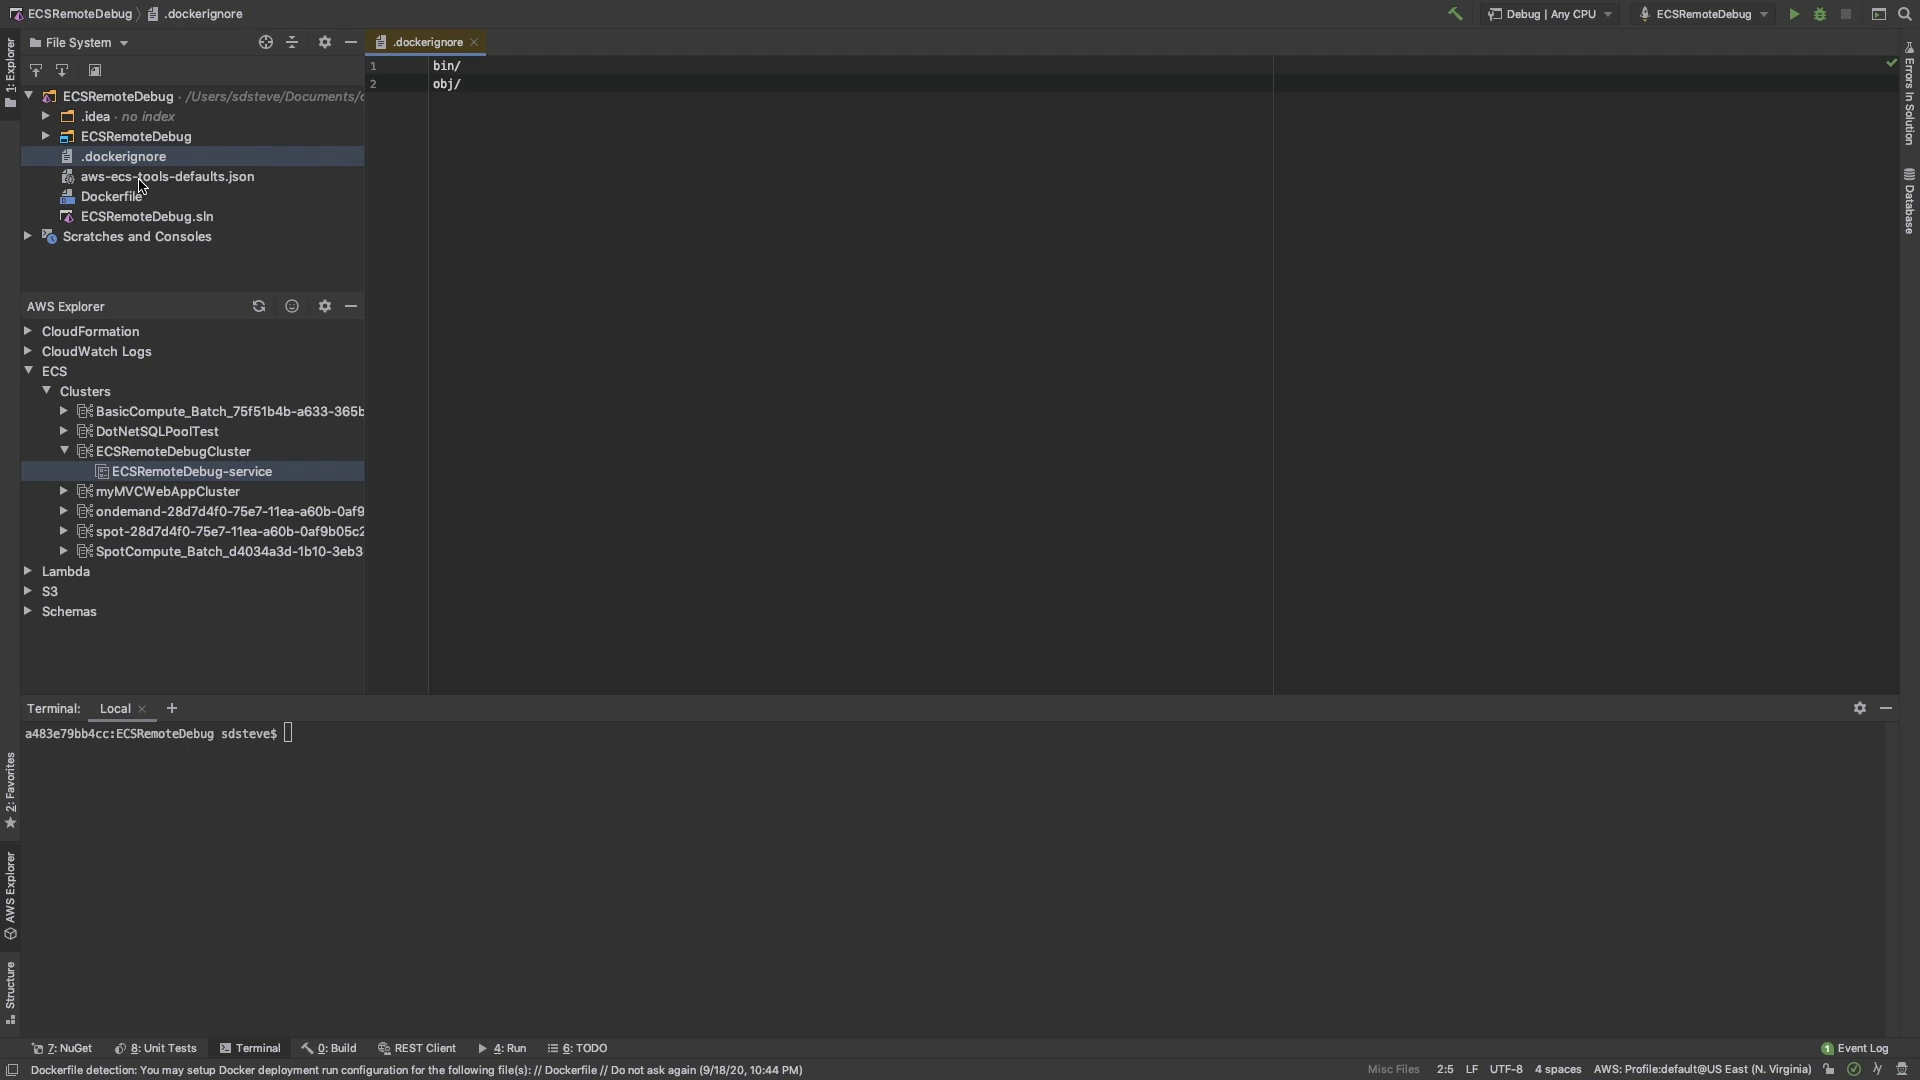 ECSRemoteDebug
.dockerignore
Debug | Any CPU
ECSRemoteDebug
1: Explorer
File System
.dockerignore
ECSRemoteDebug · /Users/sdsteve/Documents/
.idea · no index
ECSRemoteDebug
.dockerignore
aws-ecs-tools-defaults.json
Dockerfile
ECSRemoteDebug.sln
Scratches and Consoles
1 bin/
2 obj/
Errors In Solution
Database
AWS Explorer
CloudFormation
CloudWatch Logs
ECS
Clusters
BasicCompute_Batch_75f51b4b-a633-365b
DotNetSQLPoolTest
ECSRemoteDebugCluster
ECSRemoteDebug-service
myMVCWebAppCluster
ondemand-28d7d4f0-75e7-11ea-a60b-0af9
spot-28d7d4f0-75e7-11ea-a60b-0af9b05c2
SpotCompute_Batch_d4034a3d-1b10-3eb3
Lambda
S3
Schemas
Terminal: Local
a483e79bb4cc:ECSRemoteDebug sdsteve$
2: Favorites
AWS Explorer
Structure
7: NuGet
8: Unit Tests
Terminal
0: Build
REST Client
4: Run
6: TODO
1 Event Log
Dockerfile detection: You may setup Docker deployment run configuration for the following file(s): // Dockerfile // Do not ask again (9/18/20, 10:44 PM)
Misc Files 2:5 LF UTF-8 4 spaces AWS: Profile:default@US East (N. Virginia)